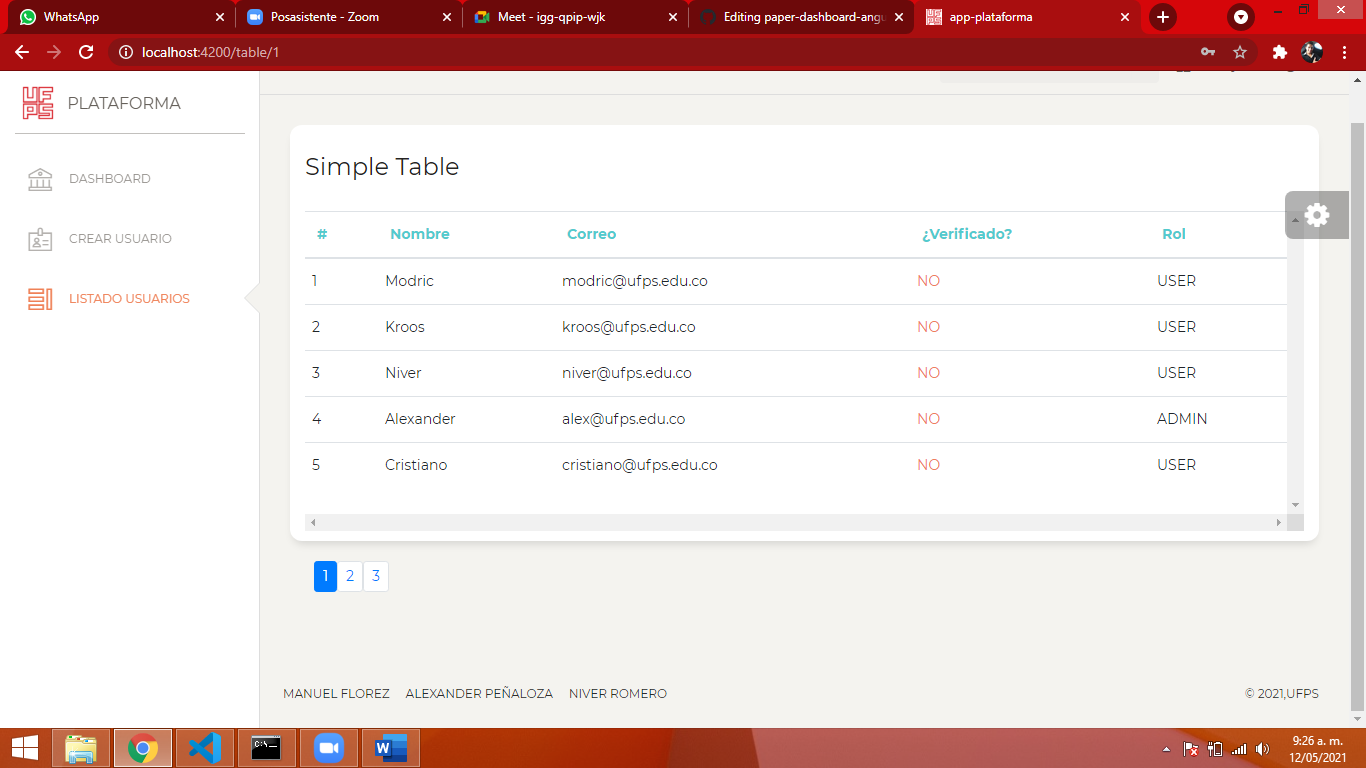 WhatsApp
Posasistente - Zoom
Meet - igg-qpip-wjk
Editing paper-dashboard-angu
app-plataforma
localhost:4200/table/1
UFPS
PLATAFORMA
DASHBOARD
CREAR USUARIO
LISTADO USUARIOS
Simple Table
# Nombre Correo ¿Verificado? Rol
1 Modric modric@ufps.edu.co NO USER
2 Kroos kroos@ufps.edu.co NO USER
3 Niver niver@ufps.edu.co NO USER
4 Alexander alex@ufps.edu.co NO ADMIN
5 Cristiano cristiano@ufps.edu.co NO USER
1 2 3
MANUEL FLOREZ ALEXANDER PEÑALOZA NIVER ROMERO
© 2021,UFPS
9:26 a. m.
12/05/2021